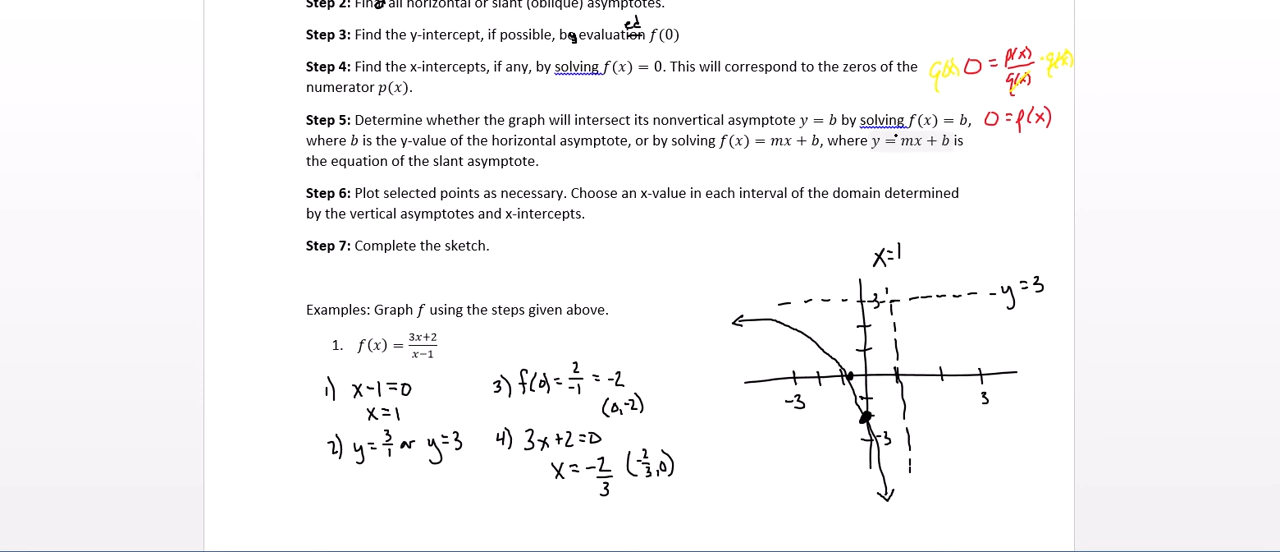 Step 2: Find all horizontal or slant (oblique) asymptotes.
Step 3: Find the y-intercept, if possible, by evaluation f(0)
ed
Step 4: Find the x-intercepts, if any, by solving f(x) = 0. This will correspond to the zeros of the
numerator p(x).
q(x) 0 = p(x)/q(x) · q(x)
Step 5: Determine whether the graph will intersect its nonvertical asymptote y = b by solving f(x) = b,
where b is the y-value of the horizontal asymptote, or by solving f(x) = mx + b, where y = mx + b is
the equation of the slant asymptote.
0 = p(x)
Step 6: Plot selected points as necessary. Choose an x-value in each interval of the domain determined
by the vertical asymptotes and x-intercepts.
Step 7: Complete the sketch.
Examples: Graph f using the steps given above.
1. f(x) = 3x+2/x−1
1) x-1=0
x=1
2) y=3/1 or y=3
3) f(0)=2/-1 = -2
(0,-2)
4) 3x+2=0
x=-2/3 (-2/3,0)
x=1
3
y=3
-3
3
-3